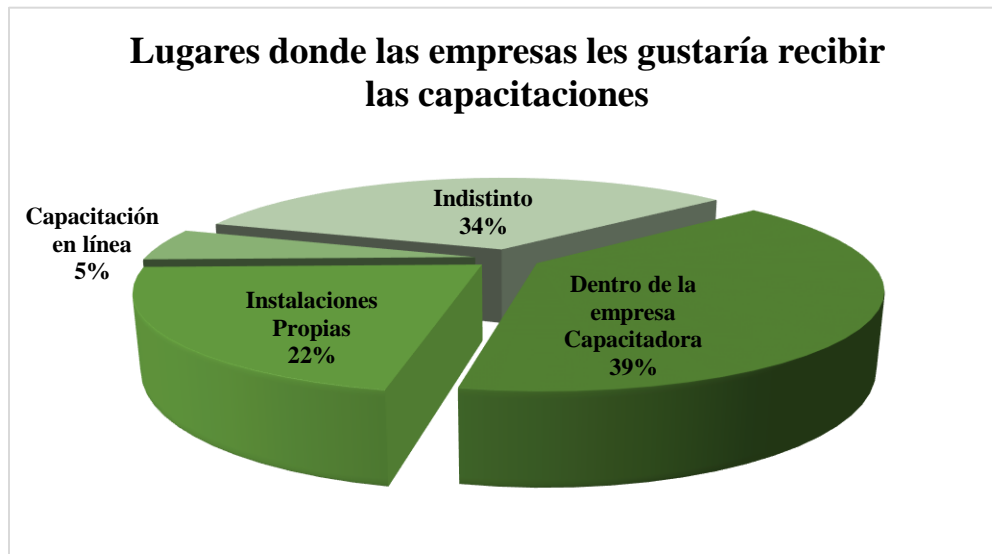 Lugares donde las empresas les gustaría recibir
las capacitaciones
Indistinto
34%
Capacitación
en línea
5%
Instalaciones
Propias
22%
Dentro de la
empresa
Capacitadora
39%